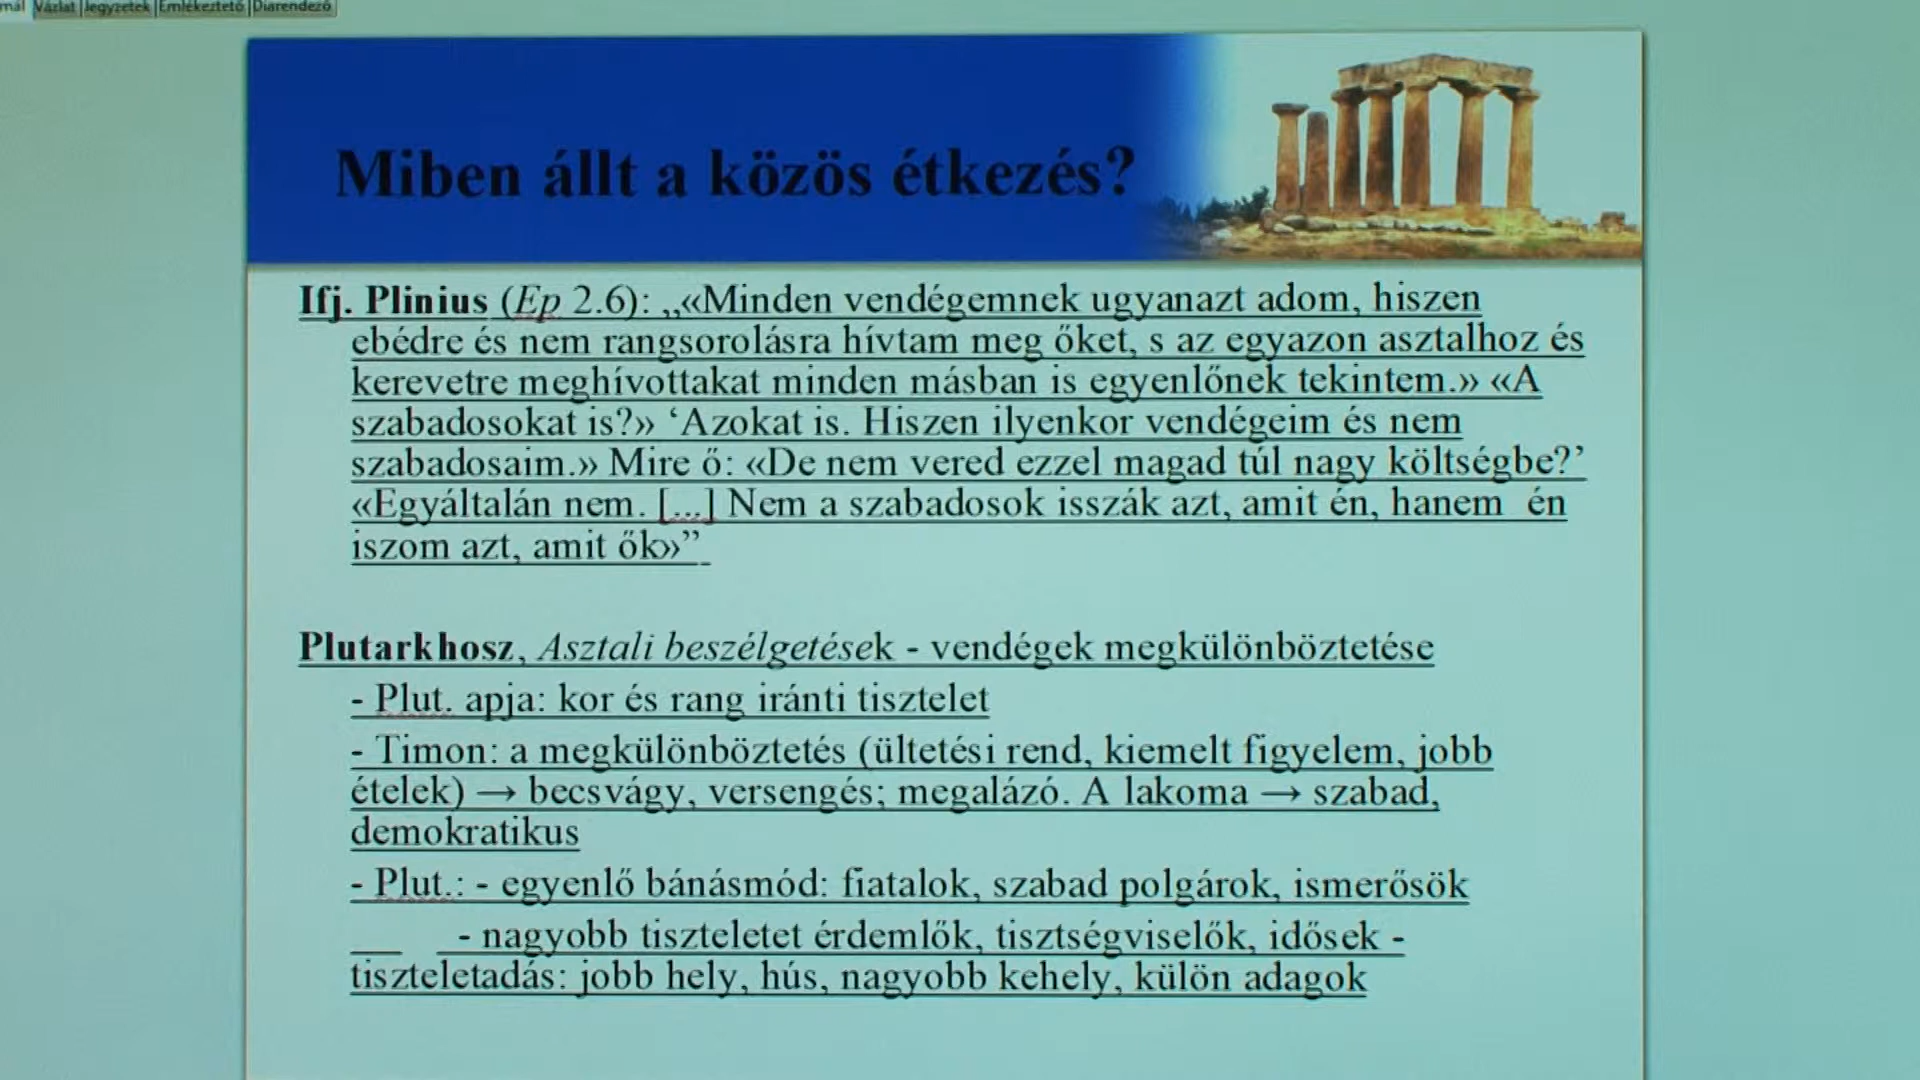 Vázlat Jegyzetek Emlékeztető Diarendező
Miben állt a közös étkezés?
Ifj. Plinius (Ep 2.6): „«Minden vendégemnek ugyanazt adom, hiszen
ebédre és nem rangsorolásra hívtam meg őket, s az egyazon asztalhoz és
kerevetre meghívottakat minden másban is egyenlőnek tekintem.» «A
szabadosokat is?» ‘Azokat is. Hiszen ilyenkor vendégeim és nem
szabadosaim.» Mire ő: «De nem vered ezzel magad túl nagy költségbe?’
«Egyáltalán nem. [...] Nem a szabadosok isszák azt, amit én, hanem én
iszom azt, amit ők»”
Plutarkhosz, Asztali beszélgetések - vendégek megkülönböztetése
- Plut. apja: kor és rang iránti tisztelet
- Timon: a megkülönböztetés (ültetési rend, kiemelt figyelem, jobb
ételek) → becsvágy, versengés; megalázó. A lakoma → szabad,
demokratikus
- Plut.: - egyenlő bánásmód: fiatalok, szabad polgárok, ismerősök
- nagyobb tiszteletet érdemlők, tisztségviselők, idősek -
tiszteletadás: jobb hely, hús, nagyobb kehely, külön adagok